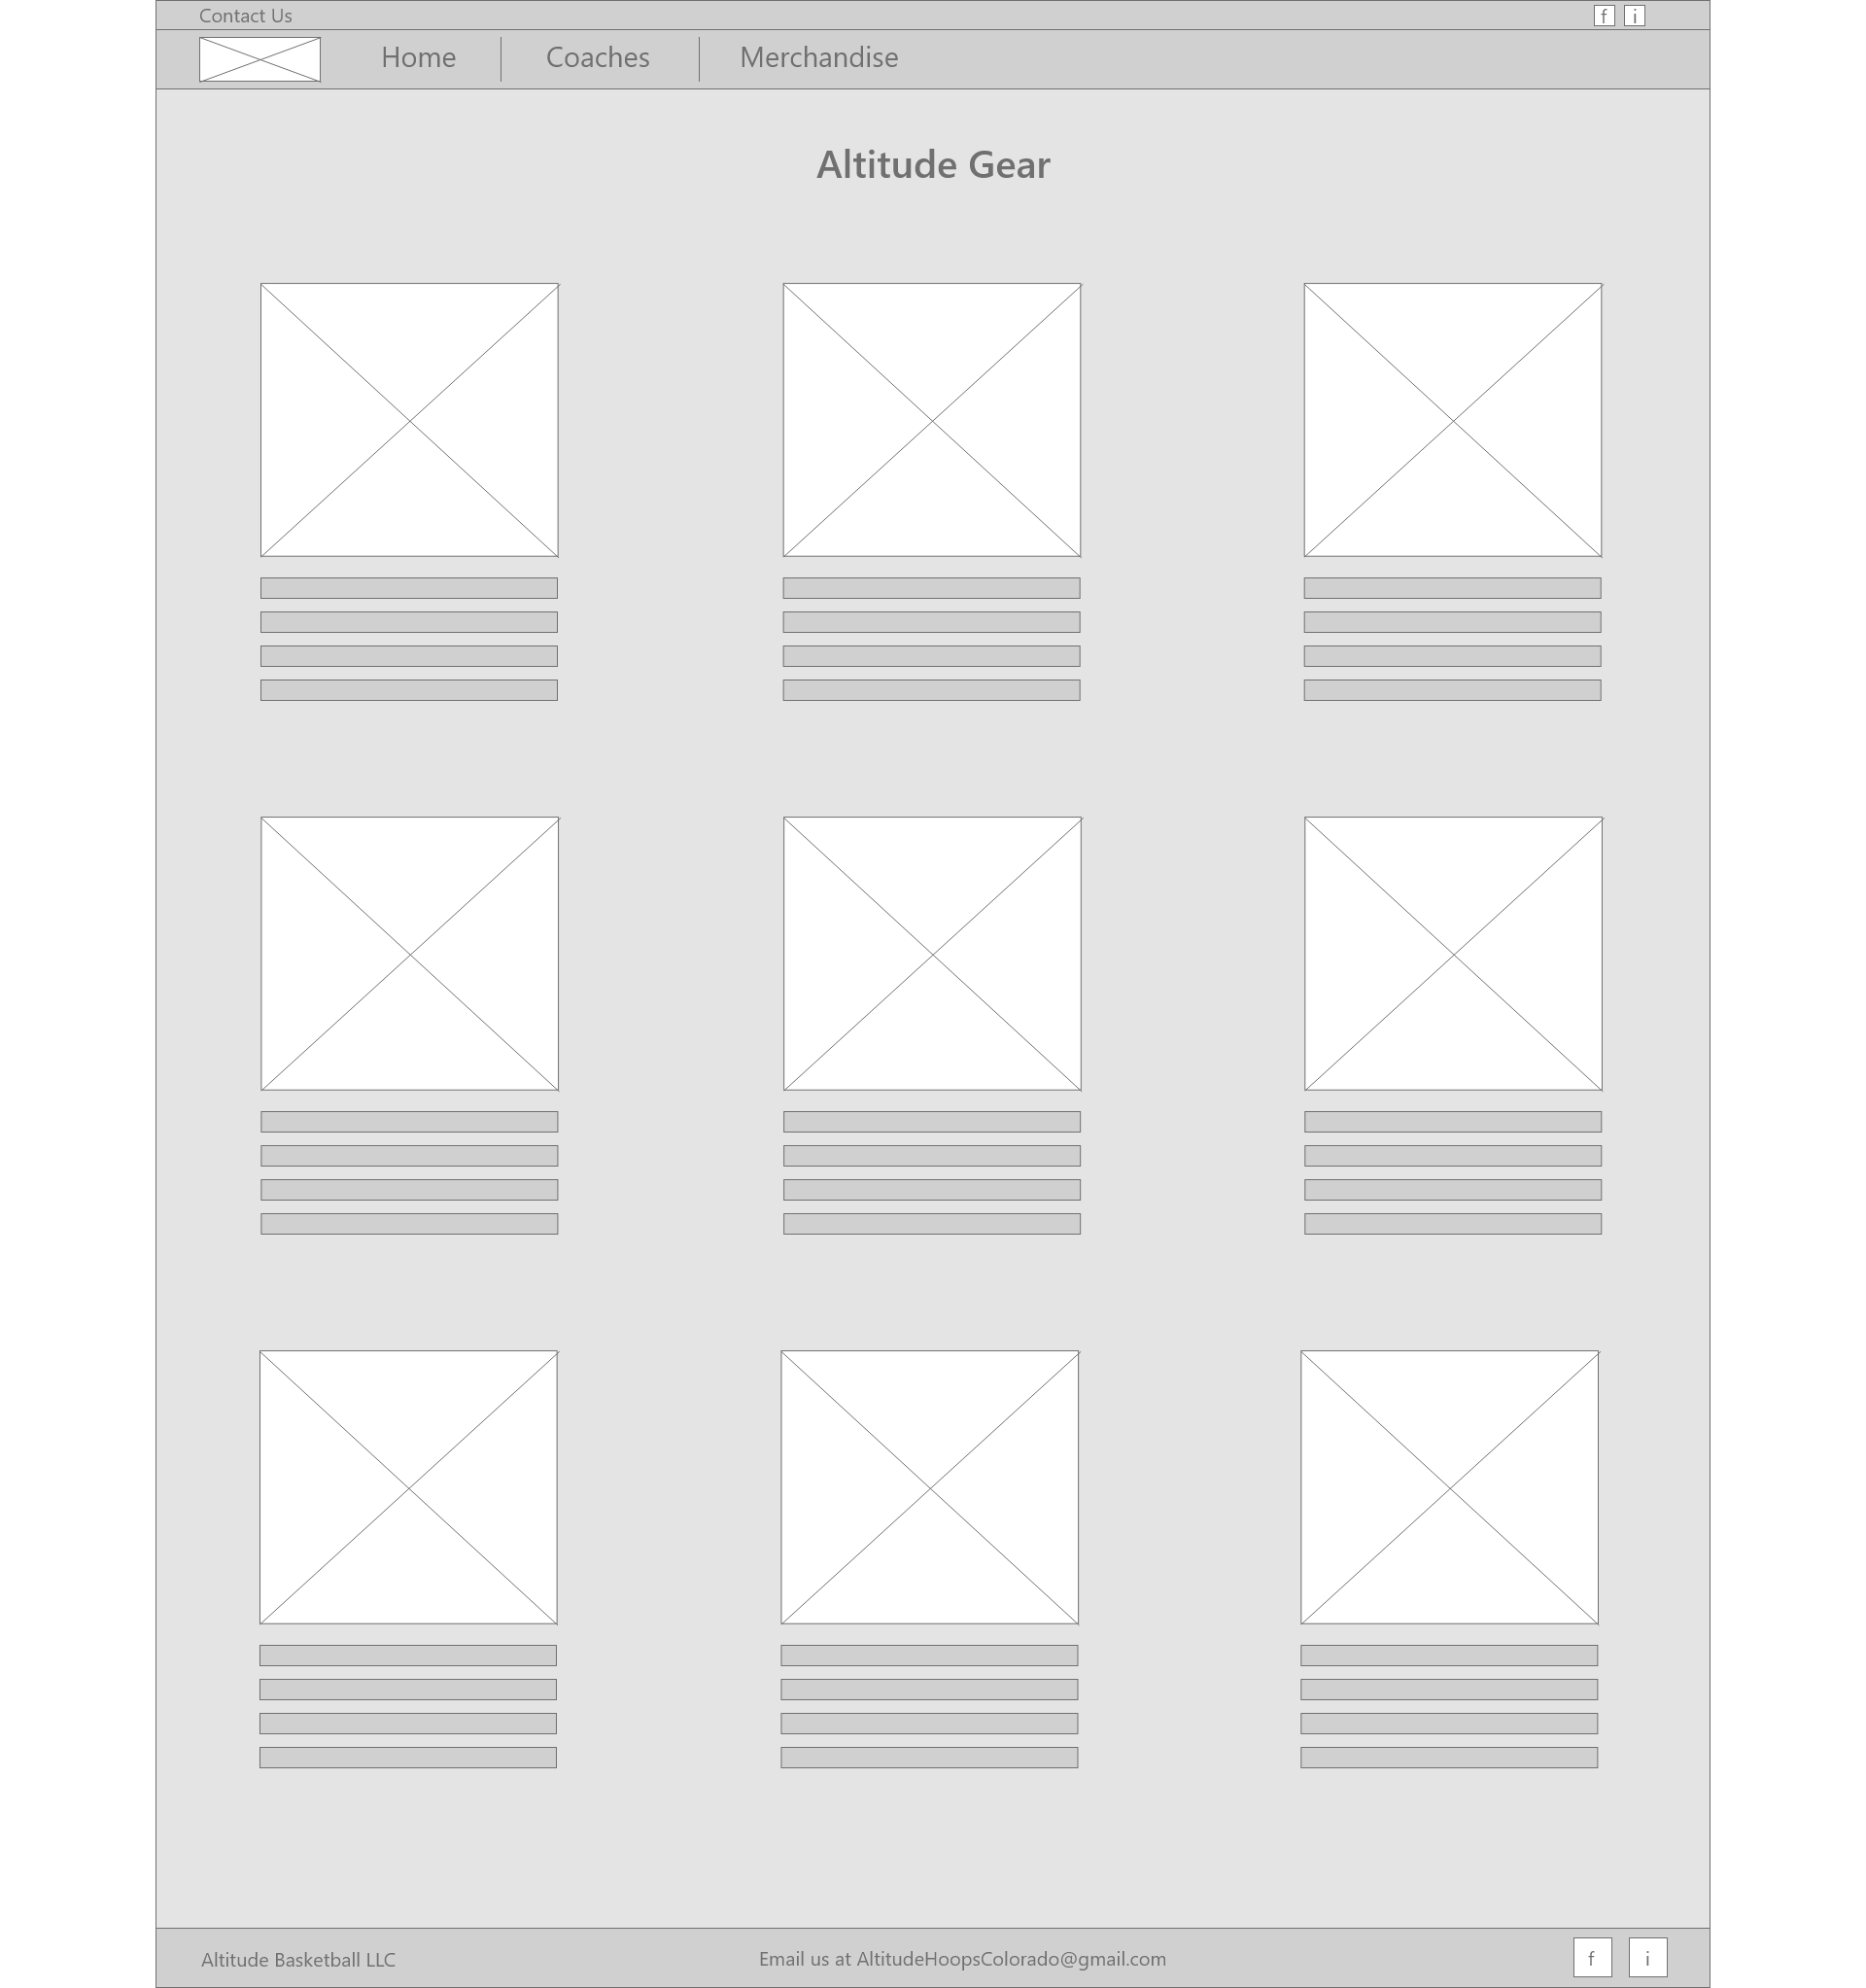 Contact Us
f i
Home Coaches Merchandise
Altitude Gear
Altitude Basketball LLC Email us at AltitudeHoopsColorado@gmail.com f i